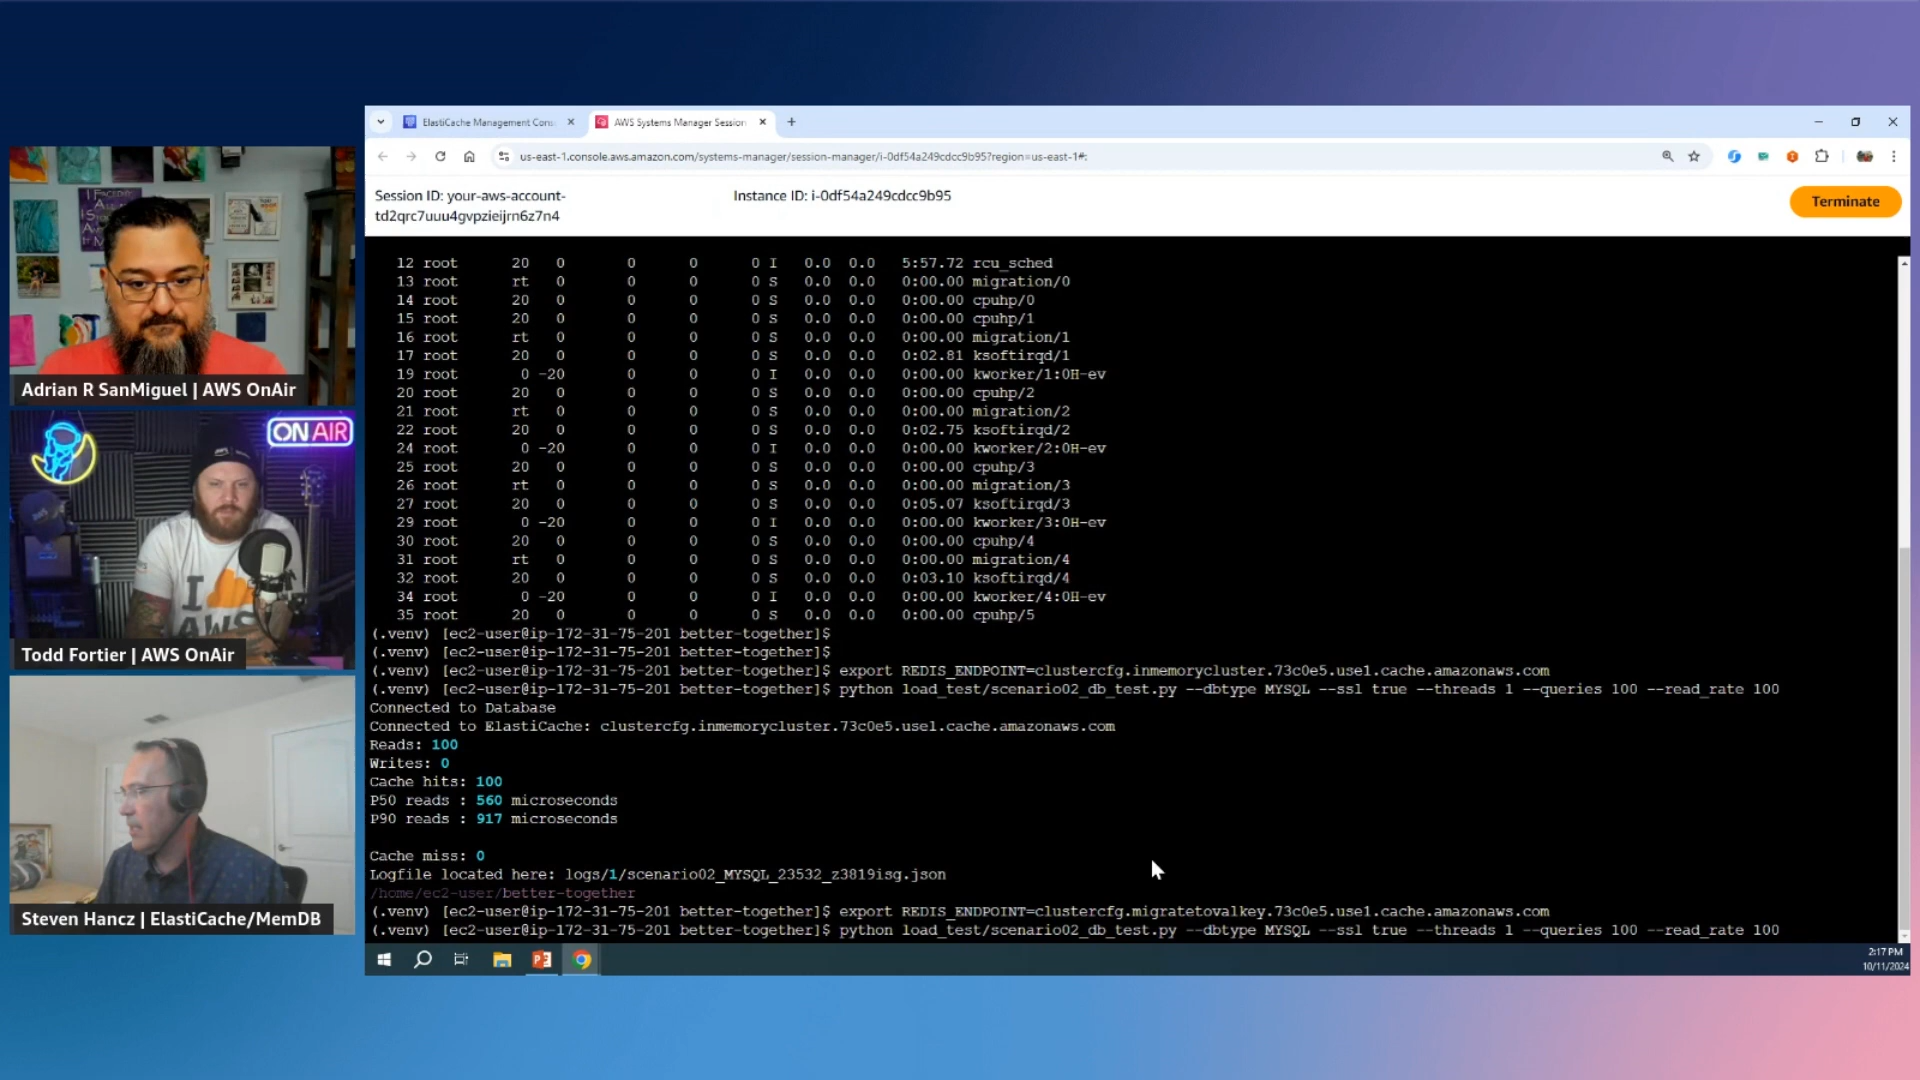 ElastiCache Management Cons
AWS Systems Manager Session
us-east-1.console.aws.amazon.com/systems-manager/session-manager/i-0df54a249cdcc9b95?region=us-east-1#:
Session ID: your-aws-account-
td2qrc7uuu4gvpzieijrn6z7n4
Instance ID: i-0df54a249cdcc9b95
Terminate
12 root 20 0 0 0 0 I 0.0 0.0 5:57.72 rcu_sched
13 root rt 0 0 0 0 S 0.0 0.0 0:00.00 migration/0
14 root 20 0 0 0 0 S 0.0 0.0 0:00.00 cpuhp/0
15 root 20 0 0 0 0 S 0.0 0.0 0:00.00 cpuhp/1
16 root rt 0 0 0 0 S 0.0 0.0 0:00.00 migration/1
17 root 20 0 0 0 0 S 0.0 0.0 0:02.81 ksoftirqd/1
19 root 0 -20 0 0 0 I 0.0 0.0 0:00.00 kworker/1:0H-ev
20 root 20 0 0 0 0 S 0.0 0.0 0:00.00 cpuhp/2
21 root rt 0 0 0 0 S 0.0 0.0 0:00.00 migration/2
22 root 20 0 0 0 0 S 0.0 0.0 0:02.75 ksoftirqd/2
24 root 0 -20 0 0 0 I 0.0 0.0 0:00.00 kworker/2:0H-ev
25 root 20 0 0 0 0 S 0.0 0.0 0:00.00 cpuhp/3
26 root rt 0 0 0 0 S 0.0 0.0 0:00.00 migration/3
27 root 20 0 0 0 0 S 0.0 0.0 0:05.07 ksoftirqd/3
29 root 0 -20 0 0 0 I 0.0 0.0 0:00.00 kworker/3:0H-ev
30 root 20 0 0 0 0 S 0.0 0.0 0:00.00 cpuhp/4
31 root rt 0 0 0 0 S 0.0 0.0 0:00.00 migration/4
32 root 20 0 0 0 0 S 0.0 0.0 0:03.10 ksoftirqd/4
34 root 0 -20 0 0 0 I 0.0 0.0 0:00.00 kworker/4:0H-ev
35 root 20 0 0 0 0 S 0.0 0.0 0:00.00 cpuhp/5
(.venv) [ec2-user@ip-172-31-75-201 better-together]$
(.venv) [ec2-user@ip-172-31-75-201 better-together]$
(.venv) [ec2-user@ip-172-31-75-201 better-together]$ export REDIS_ENDPOINT=clustercfg.inmemorycluster.73c0e5.use1.cache.amazonaws.com
(.venv) [ec2-user@ip-172-31-75-201 better-together]$ python load_test/scenario02_db_test.py --dbtype MYSQL --ssl true --threads 1 --queries 100 --read_rate 100
Connected to Database
Connected to ElastiCache: clustercfg.inmemorycluster.73c0e5.use1.cache.amazonaws.com
Reads: 100
Writes: 0
Cache hits: 100
P50 reads : 560 microseconds
P90 reads : 917 microseconds
Cache miss: 0
Logfile located here: logs/1/scenario02_MYSQL_23532_z3819isg.json
/home/ec2-user/better-together
(.venv) [ec2-user@ip-172-31-75-201 better-together]$ export REDIS_ENDPOINT=clustercfg.migratetovalkey.73c0e5.use1.cache.amazonaws.com
(.venv) [ec2-user@ip-172-31-75-201 better-together]$ python load_test/scenario02_db_test.py --dbtype MYSQL --ssl true --threads 1 --queries 100 --read_rate 100
2:17 PM
10/11/2024
Adrian R SanMiguel | AWS OnAir
ON AIR
I
AWS
Todd Fortier | AWS OnAir
Steven Hancz | ElastiCache/MemDB